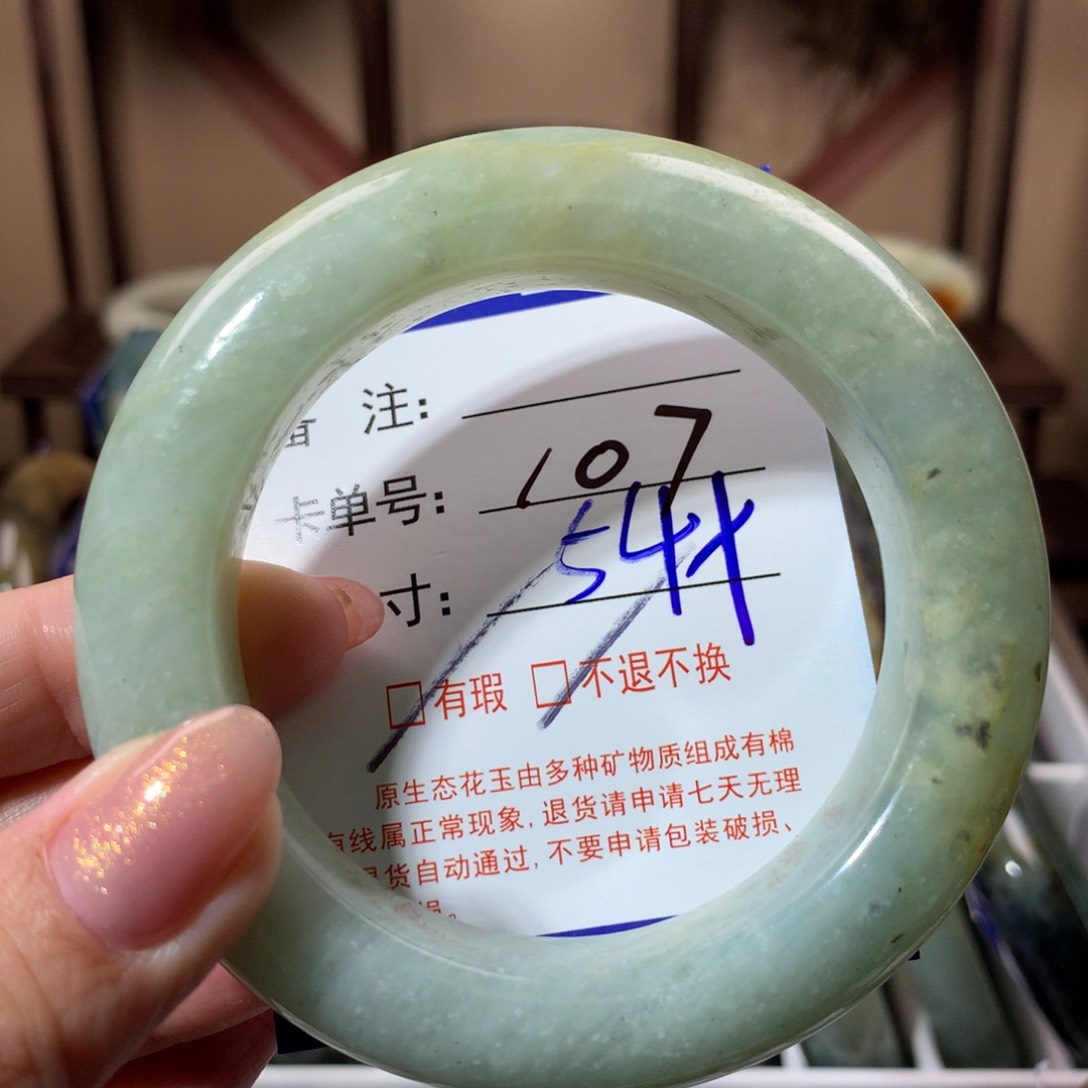 备 注:
卡单号: 107
寸: 544
□有瑕 □不退不换
原生态花玉由多种矿物质组成有棉
有线属正常现象,退货请申请七天无理
退货自动通过,不要申请包装破损、
损。